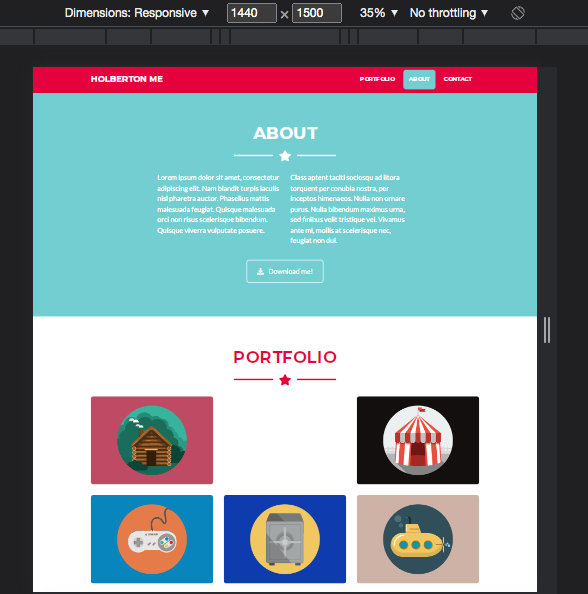 Dimensions: Responsive ▼ 1440 × 1500 35% ▼ No throttling ▼
HOLBERTON ME
PORTFOLIO ABOUT CONTACT
ABOUT
Lorem ipsum dolor sit amet, consectetur
adipiscing elit. Nam blandit turpis iaculis
nisl pharetra auctor. Phasellus mattis
malesuada feugiat. Quisque malesuada
orci non risus scelerisque bibendum.
Quisque viverra vulputate posuere.
Class aptent taciti sociosqu ad litora
torquent per conubia nostra, per
inceptos himenaeos. Nulla non ornare
purus. Nulla bibendum maximus urna,
sed finibus velit tristique vel. Vivamus
ante mi, mollis at scelerisque nec,
feugiat non dui.
Download me!
PORTFOLIO